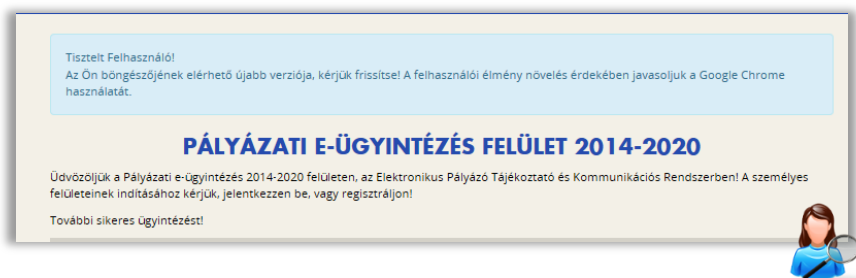 Tisztelt Felhasználó!
Az Ön böngészőjének elérhető újabb verziója, kérjük frissítse! A felhasználói élmény növelés érdekében javasoljuk a Google Chrome
használatát.
PÁLYÁZATI E-ÜGYINTÉZÉS FELÜLET 2014-2020
Üdvözöljük a Pályázati e-ügyintézés 2014-2020 felületen, az Elektronikus Pályázó Tájékoztató és Kommunikációs Rendszerben! A személyes
felületeinek indításához kérjük, jelentkezzen be, vagy regisztráljon!
További sikeres ügyintézést!